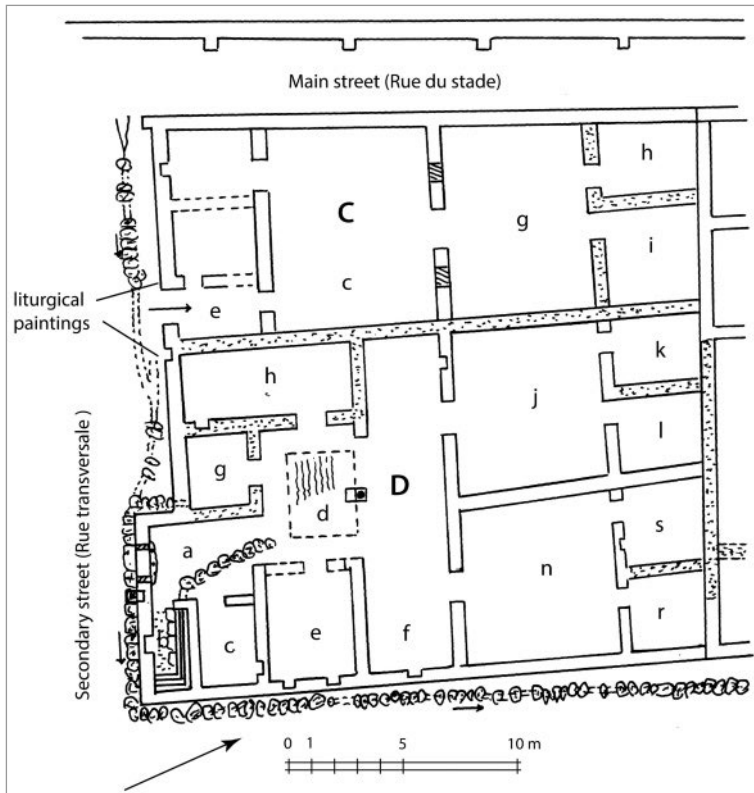 Main street (Rue du stade)
C
h
g
i
c
liturgical
paintings
e
k
h
j
l
g
D
d
s
a
n
e
c
f
r
Secondary street (Rue transversale )
0 1 5 10 m